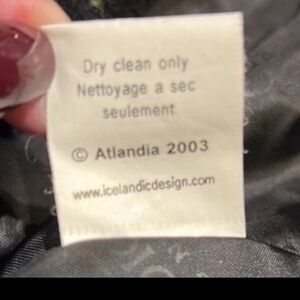 Dry clean only
Nettoyage a sec
seulement
© Atlandia 2003
www.icelandicdesign.com